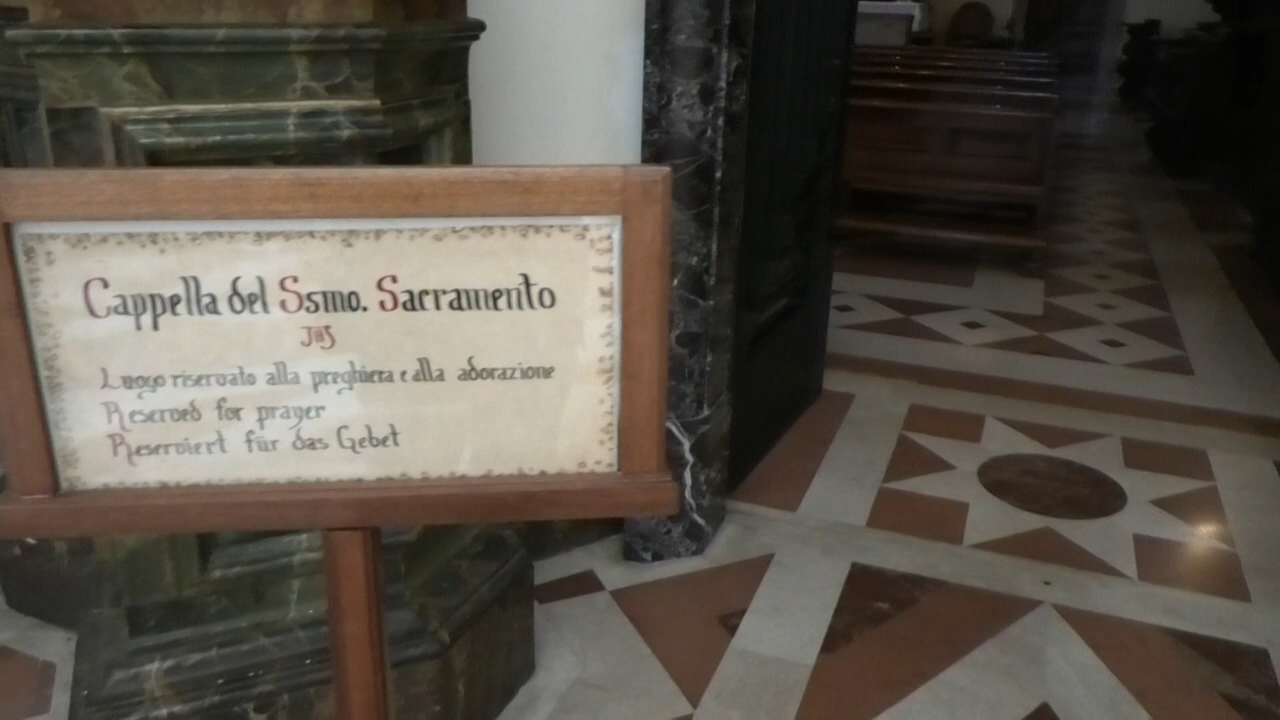 Cappella del Ssmo. Sacramento
JHS
Luogo riservato alla preghiera e alla adorazione
Reserved for prayer
Reserviert für das Gebet